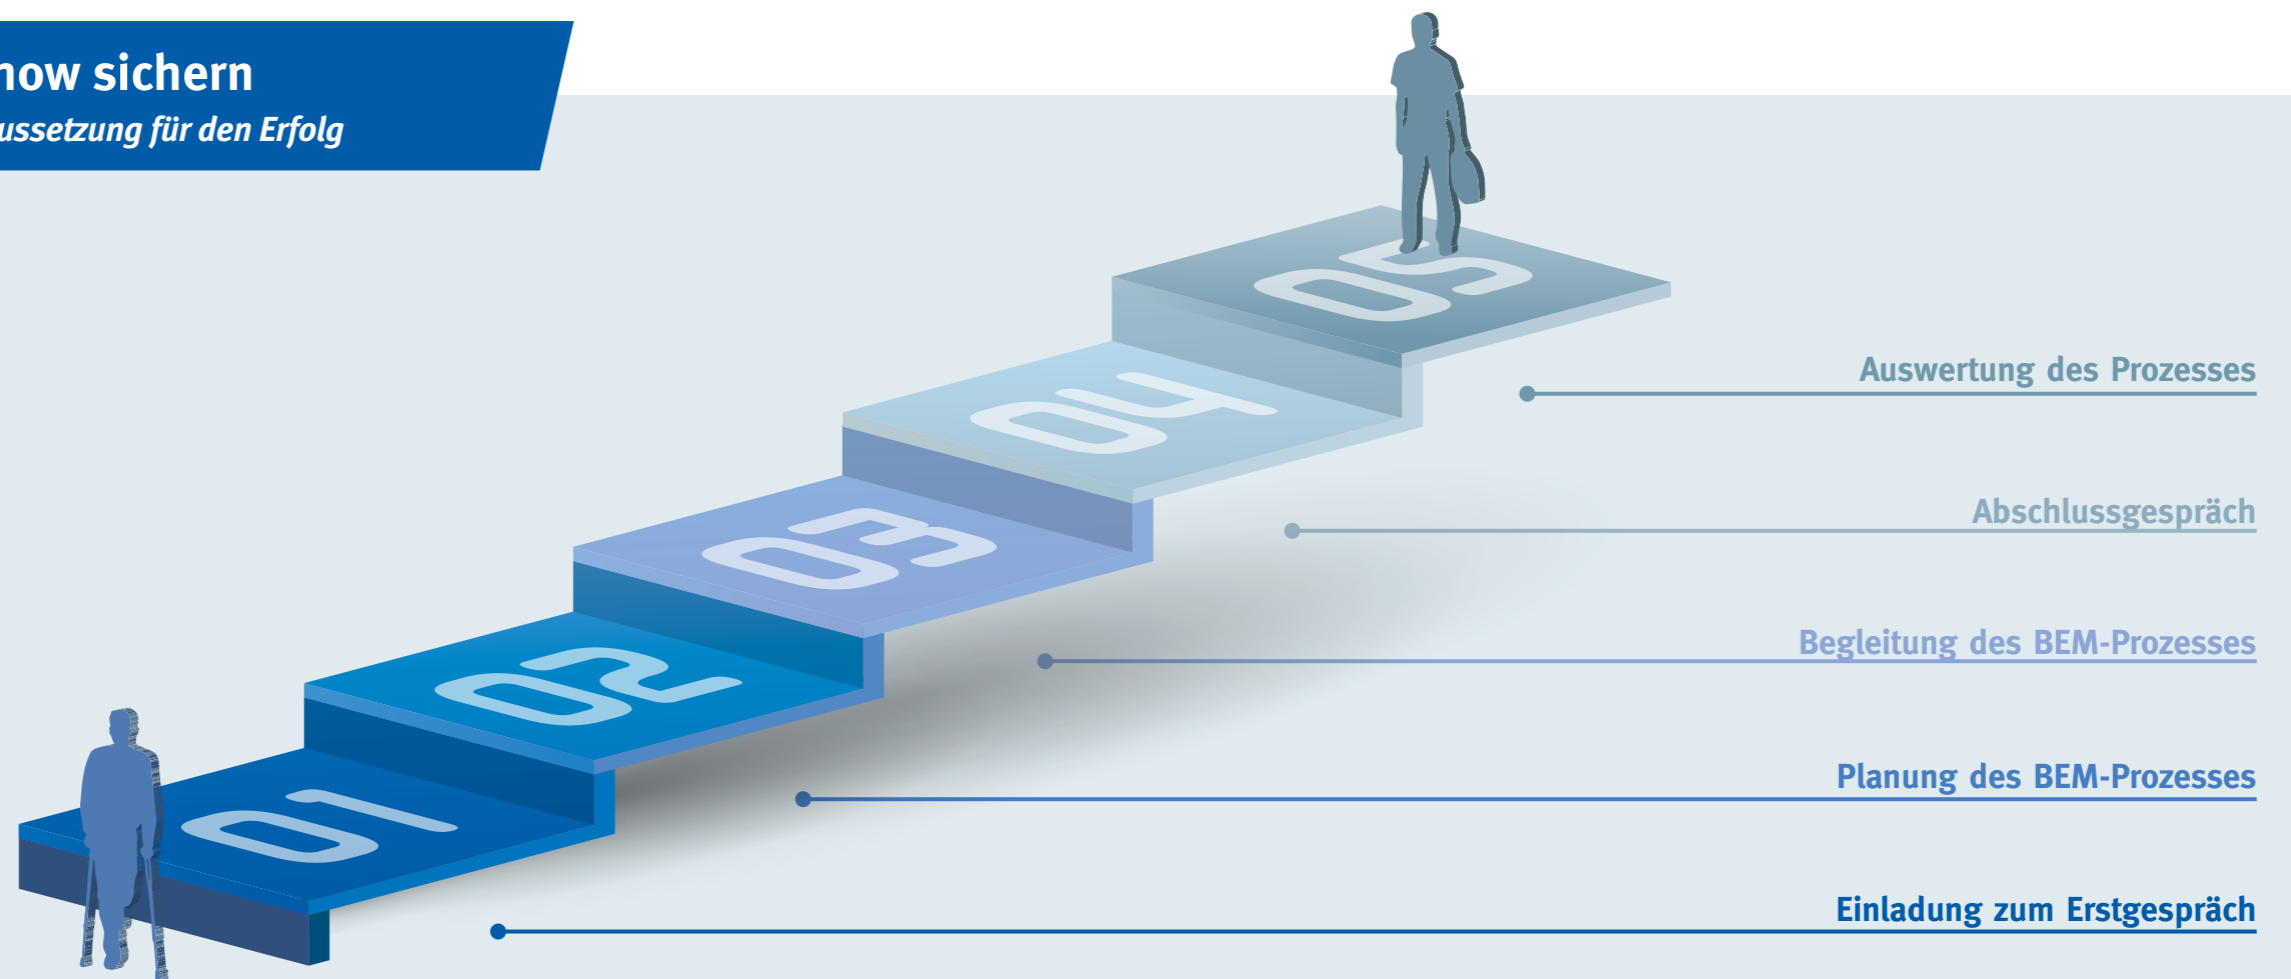 now sichern
ussetzung für den Erfolg
05
Auswertung des Prozesses
04
Abschlussgespräch
03
Begleitung des BEM-Prozesses
02
Planung des BEM-Prozesses
01
Einladung zum Erstgespräch